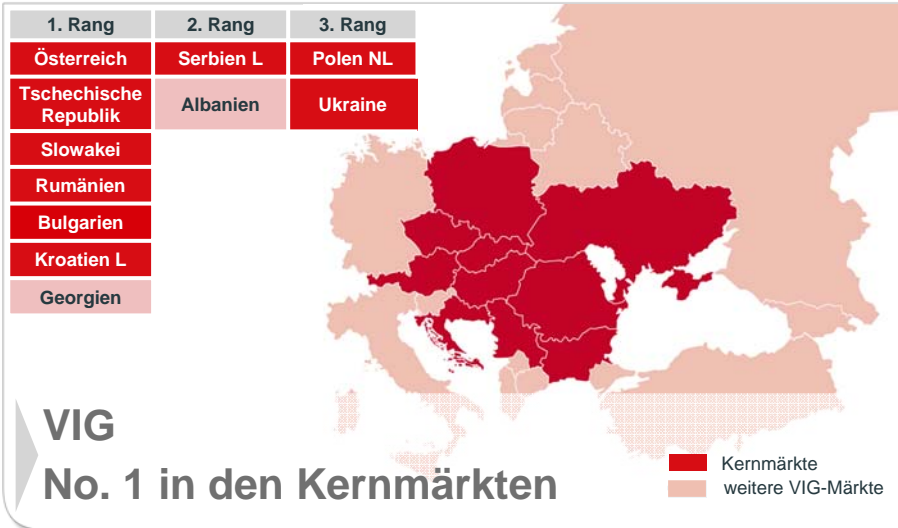 1. Rang 2. Rang 3. Rang
Österreich Serbien L Polen NL
Tschechische
Republik Albanien Ukraine
Slowakei
Rumänien
Bulgarien
Kroatien L
Georgien
VIG
No. 1 in den Kernmärkten
Kernmärkte
weitere VIG-Märkte